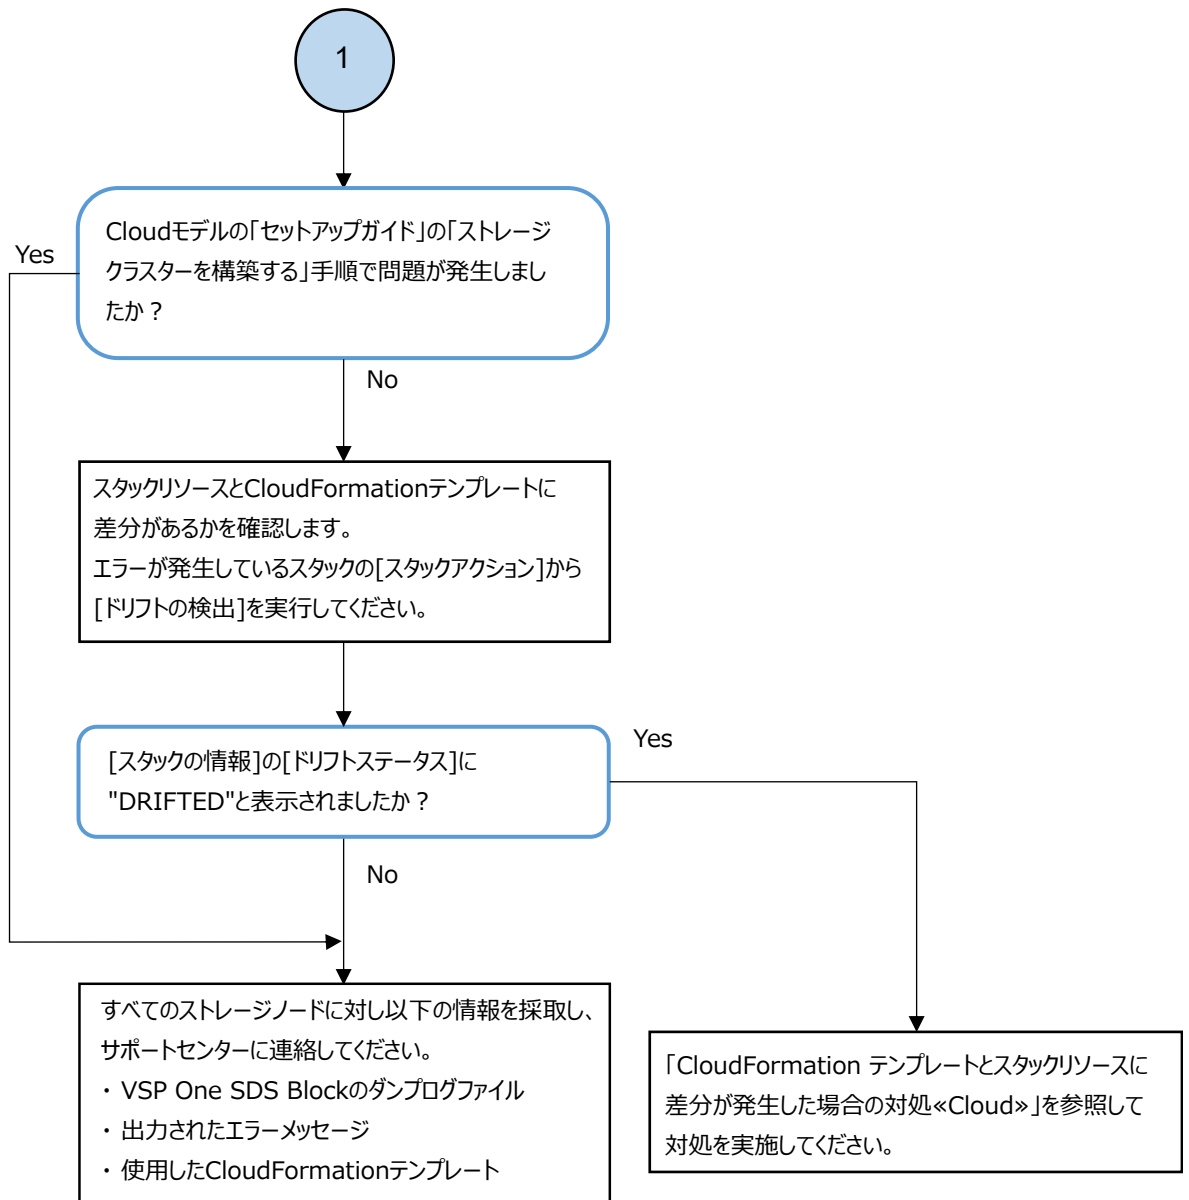 1
Cloudモデルの「セットアップガイド」の「ストレージ
クラスターを構築する」手順で問題が発生しまし
たか？
Yes
No
スタックリソースとCloudFormationテンプレートに
差分があるかを確認します。
エラーが発生しているスタックの[スタックアクション]から
[ドリフトの検出]を実行してください。
[スタックの情報]の[ドリフトステータス]に
"DRIFTED"と表示されましたか？
Yes
No
すべてのストレージノードに対し以下の情報を採取し、
サポートセンターに連絡してください。
・ VSP One SDS Blockのダンプログファイル
・ 出力されたエラーメッセージ
・ 使用したCloudFormationテンプレート
「CloudFormation テンプレートとスタックリソースに
差分が発生した場合の対処≪Cloud≫」を参照して
対処を実施してください。